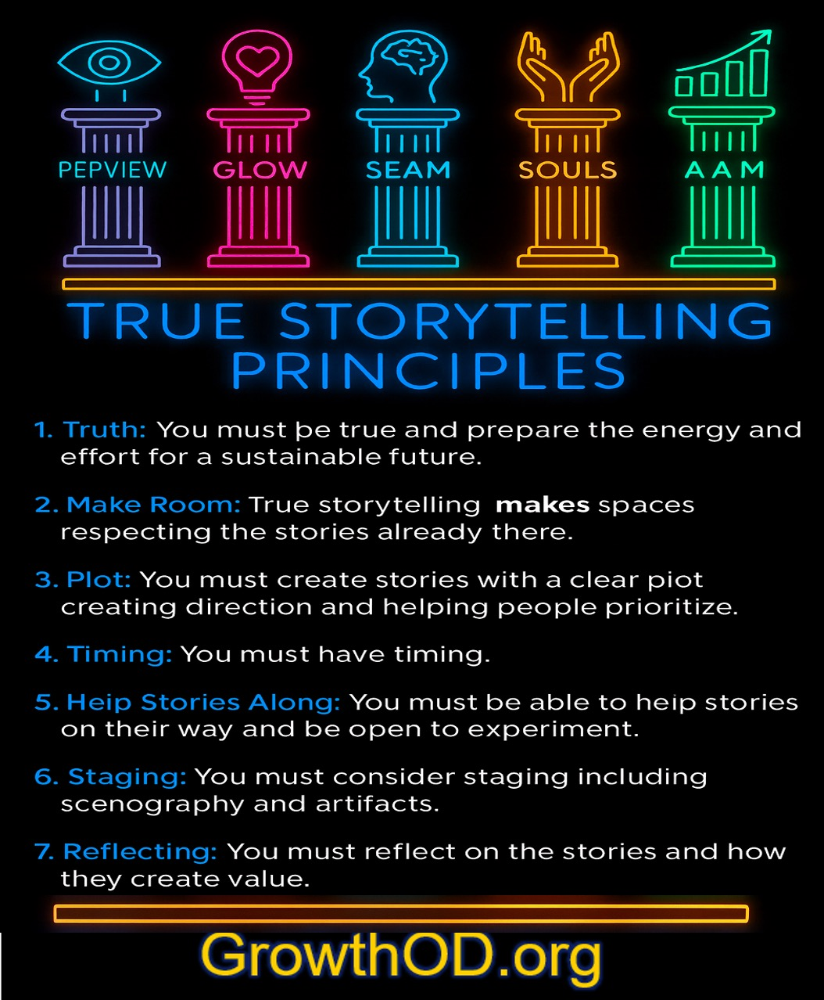 PEPVIEW GLOW SEAM SOULS AAM
TRUE STORYTELLING
PRINCIPLES
1. Truth: You must þe true and prepare the energy and
effort for a sustainable future.
2. Make Room: True storytelling makes spaces
respecting the stories already there.
3. Plot: You must create stories with a clear piot
creating direction and helping people prioritize.
4. Timing: You must have timing.
5. Heip Stories Along: You must be able to heip stories
on their way and be open to experiment.
6. Staging: You must consider staging including
scenography and artifacts.
7. Reflecting: You must reflect on the stories and how
they create value.
GrowthOD.org